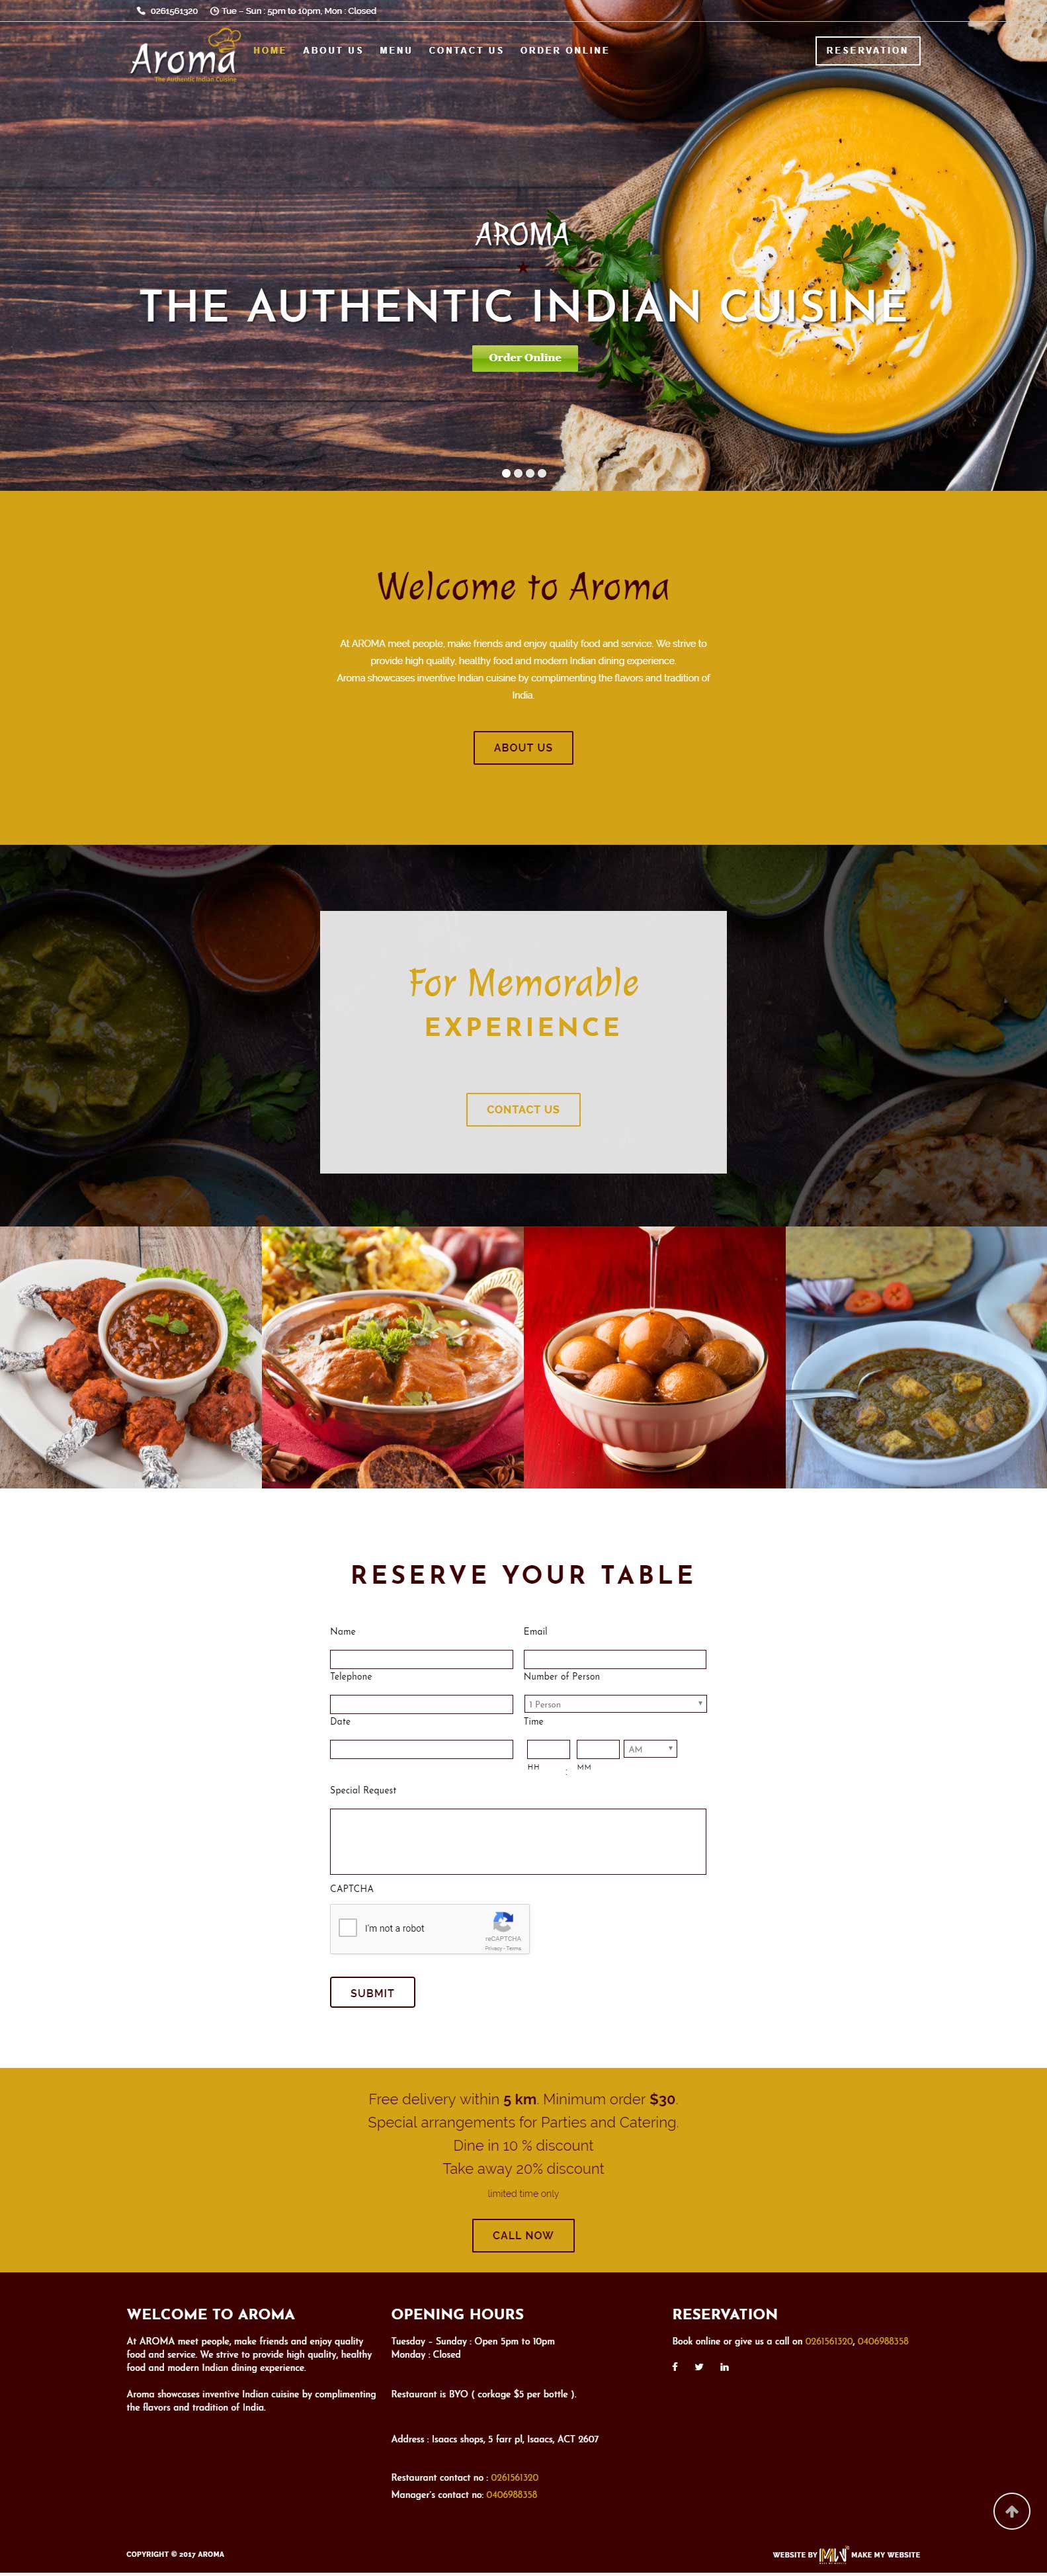 0261561320 Tue – Sun : 5pm to 10pm, Mon : Closed
Aroma
The Authentic Indian Cuisine
HOME ABOUT US MENU CONTACT US ORDER ONLINE RESERVATION
AROMA
THE AUTHENTIC INDIAN CUISINE
Order Online
Welcome to Aroma
At AROMA meet people, make friends and enjoy quality food and service. We strive to
provide high quality, healthy food and modern Indian dining experience.
Aroma showcases inventive Indian cuisine by complimenting the flavors and tradition of
India.
ABOUT US
For Memorable
EXPERIENCE
CONTACT US
RESERVE YOUR TABLE
Name Email
Telephone Number of Person
1 Person
Date Time
AM
HH : MM
Special Request
CAPTCHA
I'm not a robot
reCAPTCHA
Privacy - Terms
SUBMIT
Free delivery within 5 km. Minimum order $30.
Special arrangements for Parties and Catering.
Dine in 10 % discount
Take away 20% discount
limited time only
CALL NOW
WELCOME TO AROMA
At AROMA meet people, make friends and enjoy quality
food and service. We strive to provide high quality, healthy
food and modern Indian dining experience.
Aroma showcases inventive Indian cuisine by complimenting
the flavors and tradition of India.
OPENING HOURS
Tuesday – Sunday : Open 5pm to 10pm
Monday : Closed
Restaurant is BYO ( corkage $5 per bottle ).
Address : Isaacs shops, 5 farr pl, Isaacs, ACT 2607
Restaurant contact no : 0261561320
Manager's contact no: 0406988358
RESERVATION
Book online or give us a call on 0261561320, 0406988358
COPYRIGHT © 2017 AROMA
WEBSITE BY MMW MAKE MY WEBSITE